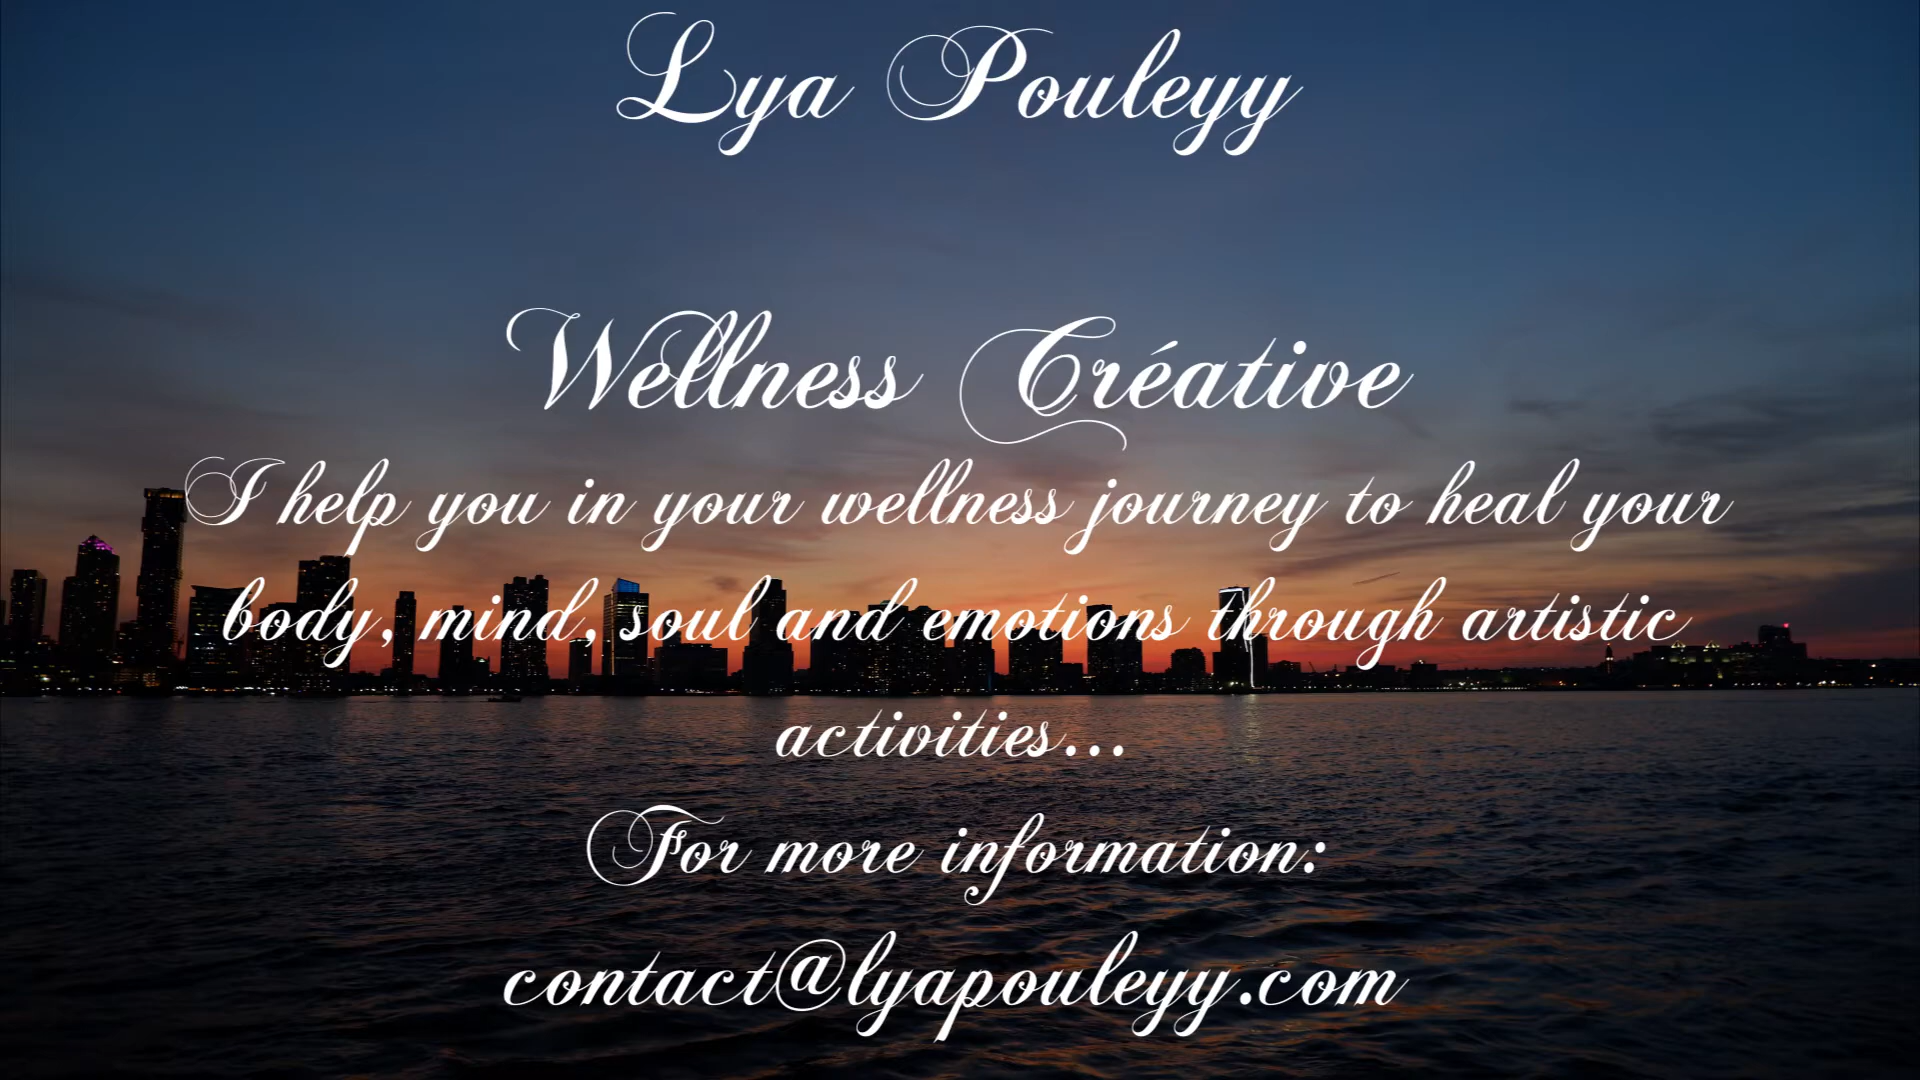 Lya Pouleyy
Wellness Créative
I help you in your wellness journey to heal your
body, mind, soul and emotions through artistic
activities...
For more information:
contact@lyapouleyy.com